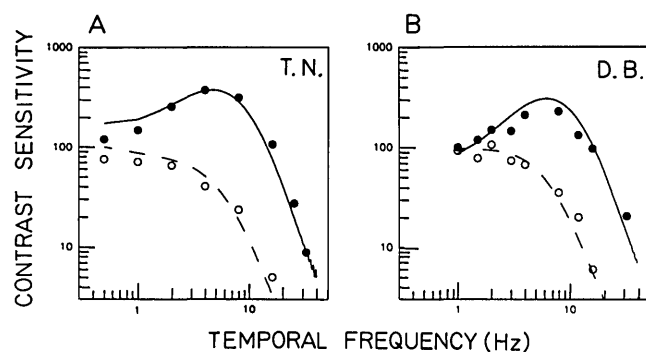 A
B
T.N.
D.B.
CONTRAST SENSITIVITY
1000
100
10
1000
100
10
1
10
1
10
TEMPORAL FREQUENCY (Hz)